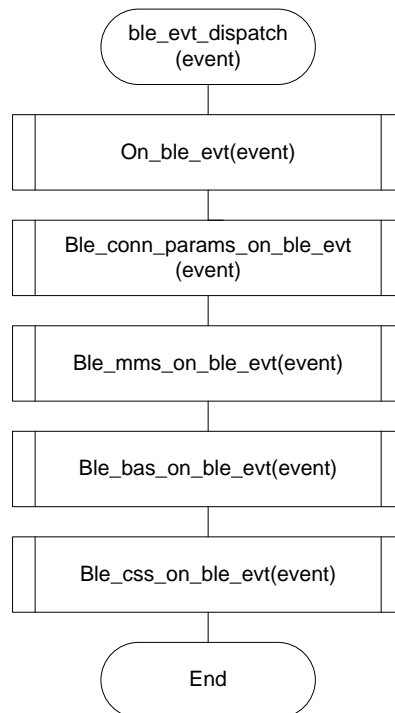 ble_evt_dispatch
(event)
On_ble_evt(event)
Ble_conn_params_on_ble_evt
(event)
Ble_mms_on_ble_evt(event)
Ble_bas_on_ble_evt(event)
Ble_css_on_ble_evt(event)
End